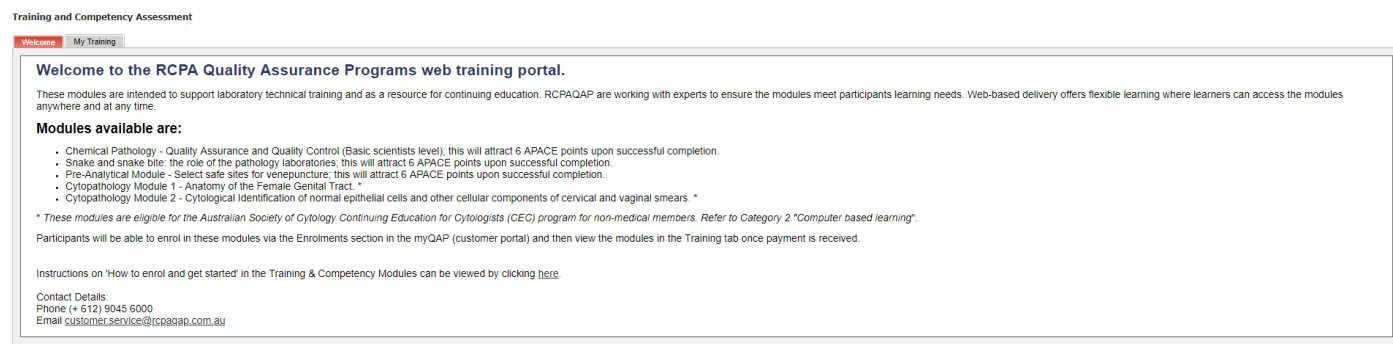 Training and Competency Assessment
Welcome
My Training
Welcome to the RCPA Quality Assurance Programs web training portal.
These modules are intended to support laboratory technical training and as a resource for continuing education. RCPAQAP are working with experts to ensure the modules meet participants learning needs. Web-based delivery offers flexible learning where learners can access the modules
anywhere and at any time.
Modules available are:
• Chemical Pathology - Quality Assurance and Quality Control (Basic scientists level); this will attract 6 APACE points upon successful completion.
• Snake and snake bite: the role of the pathology laboratories; this will attract 6 APACE points upon successful completion.
• Pre-Analytical Module - Select safe sites for venepuncture; this will attract 6 APACE points upon successful completion.
• Cytopathology Module 1 - Anatomy of the Female Genital Tract. *
• Cytopathology Module 2 - Cytological Identification of normal epithelial cells and other cellular components of cervical and vaginal smears. *
* These modules are eligible for the Australian Society of Cytology Continuing Education for Cytologists (CEC) program for non-medical members. Refer to Category 2 "Computer based learning".
Participants will be able to enrol in these modules via the Enrolments section in the myQAP (customer portal) and then view the modules in the Training tab once payment is received.
Instructions on 'How to enrol and get started' in the Training & Competency Modules can be viewed by clicking here.
Contact Details:
Phone (+ 612) 9045 6000
Email customer.service@rcpaqap.com.au